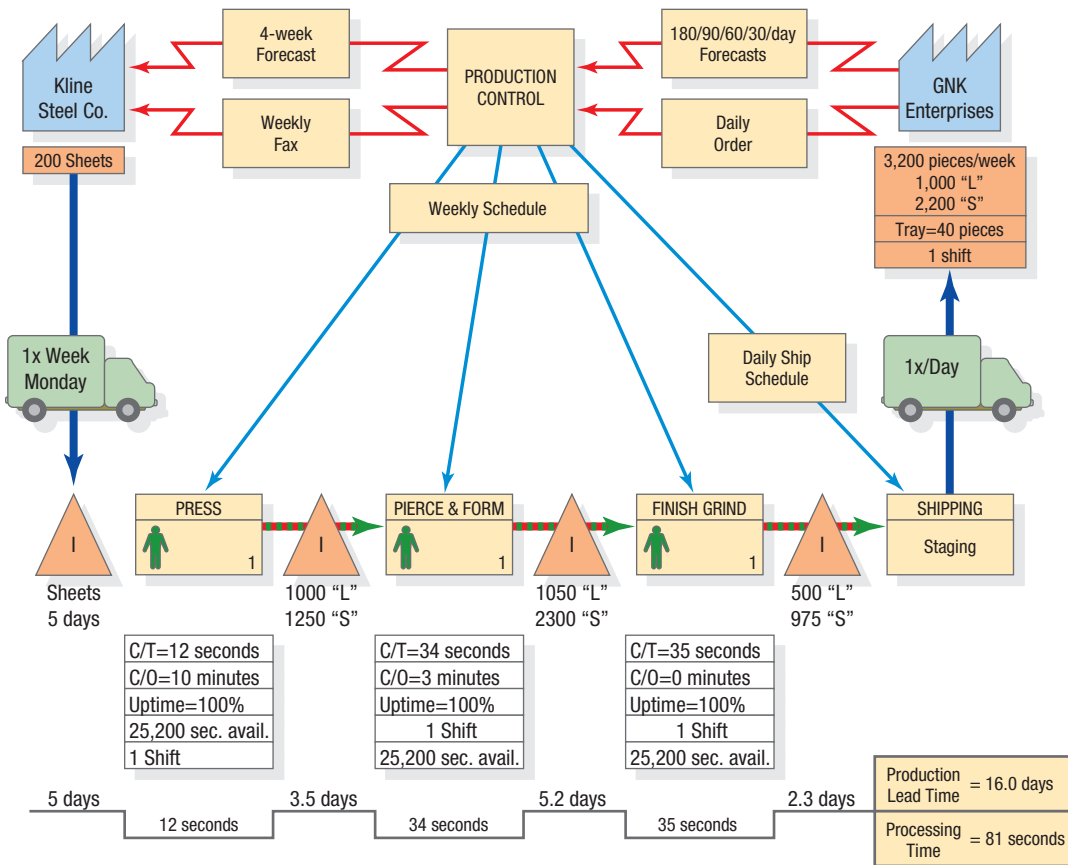 4-week
Forecast
180/90/60/30/day
Forecasts
Kline
Steel Co.
PRODUCTION
CONTROL
GNK
Enterprises
Weekly
Fax
Daily
Order
200 Sheets
3,200 pieces/week
1,000 “L”
2,200 “S”
Tray=40 pieces
1 shift
Weekly Schedule
1x Week
Monday
Daily Ship
Schedule
1x/Day
I
Sheets
5 days
PRESS
1
I
1000 “L”
1250 “S”
PIERCE & FORM
1
I
1050 “L”
2300 “S”
FINISH GRIND
1
I
500 “L”
975 “S”
SHIPPING
Staging
C/T=12 seconds
C/O=10 minutes
Uptime=100%
25,200 sec. avail.
1 Shift
C/T=34 seconds
C/O=3 minutes
Uptime=100%
1 Shift
25,200 sec. avail.
C/T=35 seconds
C/O=0 minutes
Uptime=100%
1 Shift
25,200 sec. avail.
5 days
12 seconds
3.5 days
34 seconds
5.2 days
35 seconds
2.3 days
Production
Lead Time = 16.0 days
Processing
Time = 81 seconds